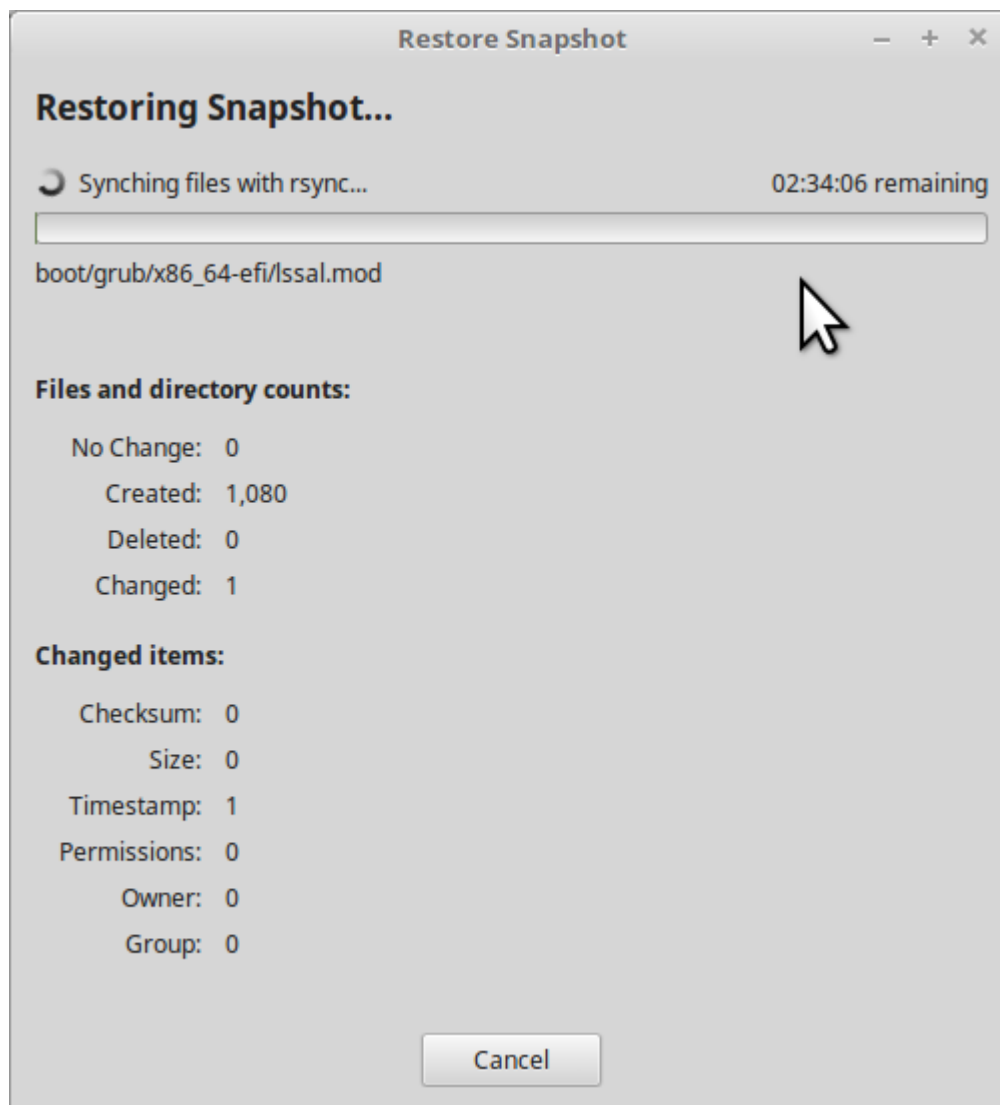 Restore Snapshot
Restoring Snapshot...
Synching files with rsync... 02:34:06 remaining
boot/grub/x86_64-efi/lssal.mod
Files and directory counts:
No Change: 0
Created: 1,080
Deleted: 0
Changed: 1
Changed items:
Checksum: 0
Size: 0
Timestamp: 1
Permissions: 0
Owner: 0
Group: 0
Cancel